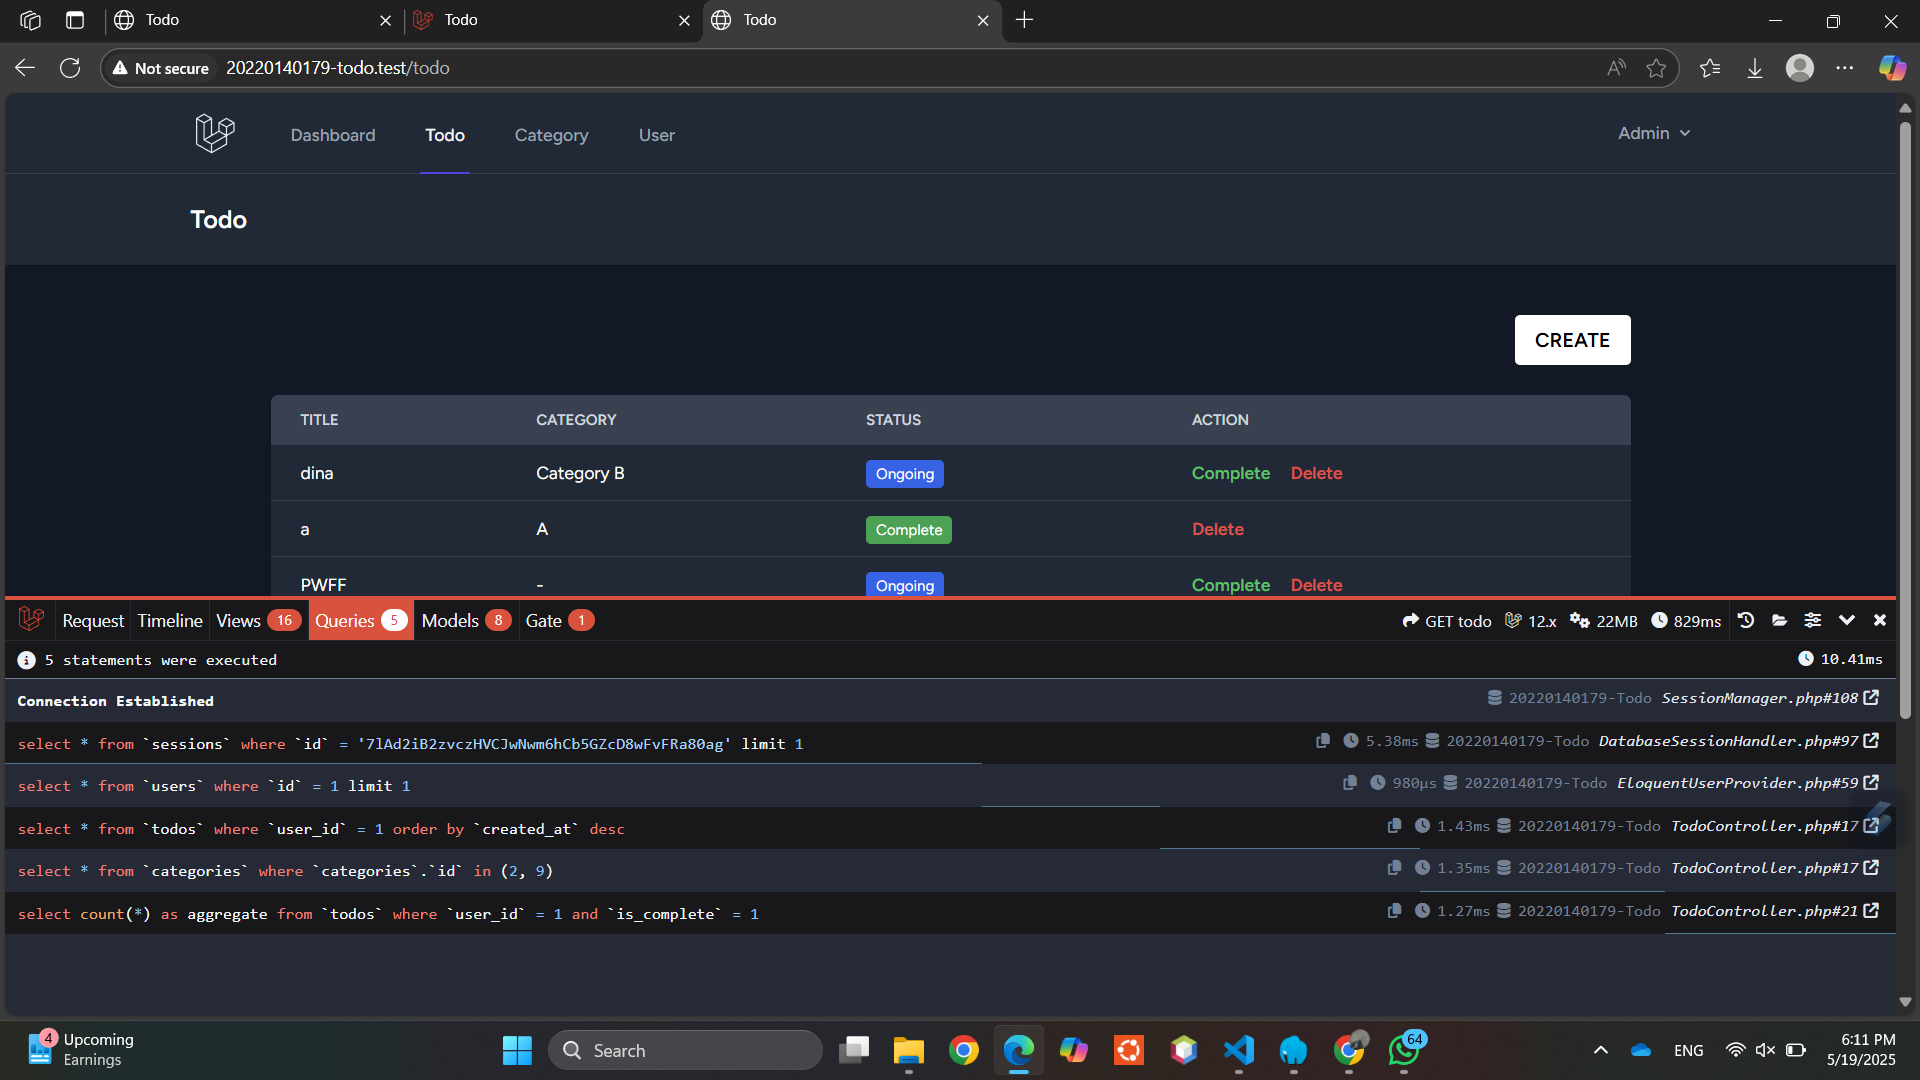 Todo
Todo
Todo
Not secure
20220140179-todo.test/todo
Dashboard
Todo
Category
User
Admin
Todo
CREATE
TITLE CATEGORY STATUS ACTION
dina Category B Ongoing Complete Delete
a A Complete Delete
PWFF - Ongoing Complete Delete
Request Timeline Views 16 Queries 5 Models 8 Gate 1 GET todo 12.x 22MB 829ms
5 statements were executed 10.41ms
Connection Established 20220140179-Todo SessionManager.php#108
select * from `sessions` where `id` = '7lAd2iB2zvczHVCJwNwm6hCb5GZcD8wFvFRa80ag' limit 1 5.38ms 20220140179-Todo DatabaseSessionHandler.php#97
select * from `users` where `id` = 1 limit 1 980μs 20220140179-Todo EloquentUserProvider.php#59
select * from `todos` where `user_id` = 1 order by `created_at` desc 1.43ms 20220140179-Todo TodoController.php#17
select * from `categories` where `categories`.`id` in (2, 9) 1.35ms 20220140179-Todo TodoController.php#17
select count(*) as aggregate from `todos` where `user_id` = 1 and `is_complete` = 1 1.27ms 20220140179-Todo TodoController.php#21
4
Upcoming
Earnings
Search
64
ENG
6:11 PM
5/19/2025